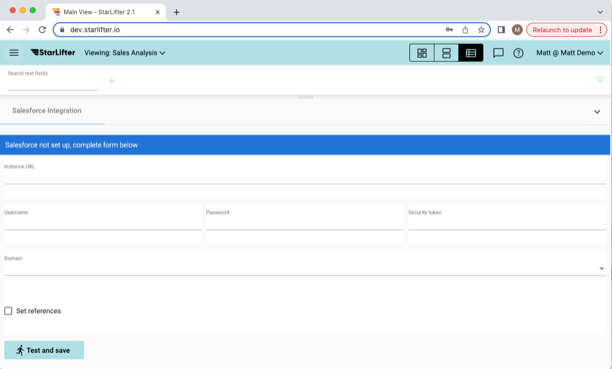 Main View - StarLifter 2.1
dev.starlifter.io
M
Relaunch to update
StarLifter
Viewing: Sales Analysis
Matt @ Matt Demo
Search text fields
Salesforce Integration
Salesforce not set up, complete form below
Instance URL
Username
Password
Security token
Domain
Set references
Test and save